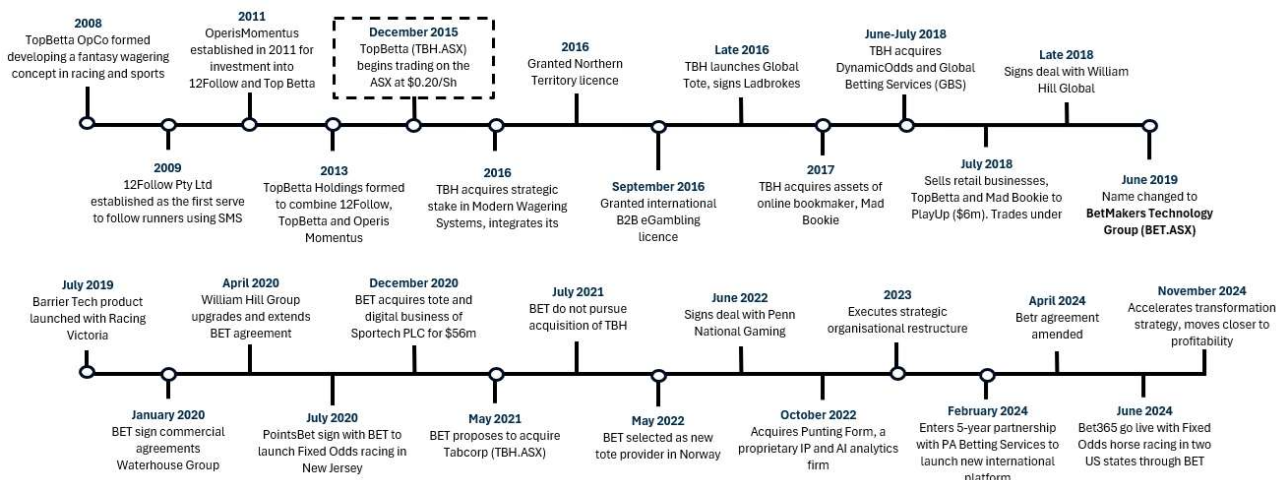 2008
TopBetta OpCo formed
developing a fantasy wagering
concept in racing and sports
2009
12Follow Pty Ltd
established as the first serve
to follow runners using SMS
2011
OperisMomentus
established in 2011 for
investment into
12Follow and Top Betta
2013
TopBetta Holdings formed
to combine 12Follow,
TopBetta and Operis
Momentus
December 2015
TopBetta (TBH.ASX)
begins trading on the
ASX at $0.20/Sh
2016
TBH acquires strategic
stake in Modern Wagering
Systems, integrates its
2016
Granted Northern
Territory licence
September 2016
Granted international
B2B eGambling
licence
Late 2016
TBH launches Global
Tote, signs Ladbrokes
2017
TBH acquires assets of
online bookmaker, Mad
Bookie
June-July 2018
TBH acquires
DynamicOdds and Global
Betting Services (GBS)
July 2018
Sells retail businesses,
TopBetta and Mad Bookie to
PlayUp ($6m). Trades under
Late 2018
Signs deal with William
Hill Global
June 2019
Name changed to
BetMakers Technology
Group (BET.ASX)
July 2019
Barrier Tech product
launched with Racing
Victoria
January 2020
BET sign commercial
agreements
Waterhouse Group
April 2020
William Hill Group
upgrades and extends
BET agreement
July 2020
PointsBet sign with BET to
launch Fixed Odds racing in
New Jersey
December 2020
BET acquires tote and
digital business of
Sportech PLC for $56m
May 2021
BET proposes to acquire
Tabcorp (TBH.ASX)
July 2021
BET do not pursue
acquisition of TBH
May 2022
BET selected as new
tote provider in Norway
June 2022
Signs deal with Penn
National Gaming
October 2022
Acquires Punting Form, a
proprietary IP and AI analytics
firm
2023
Executes strategic
organisational restructure
February 2024
Enters 5-year partnership
with PA Betting Services to
launch new international
platform
April 2024
Betr agreement
amended
June 2024
Bet365 go live with Fixed
Odds horse racing in two
US states through BET
November 2024
Accelerates transformation
strategy, moves closer to
profitability